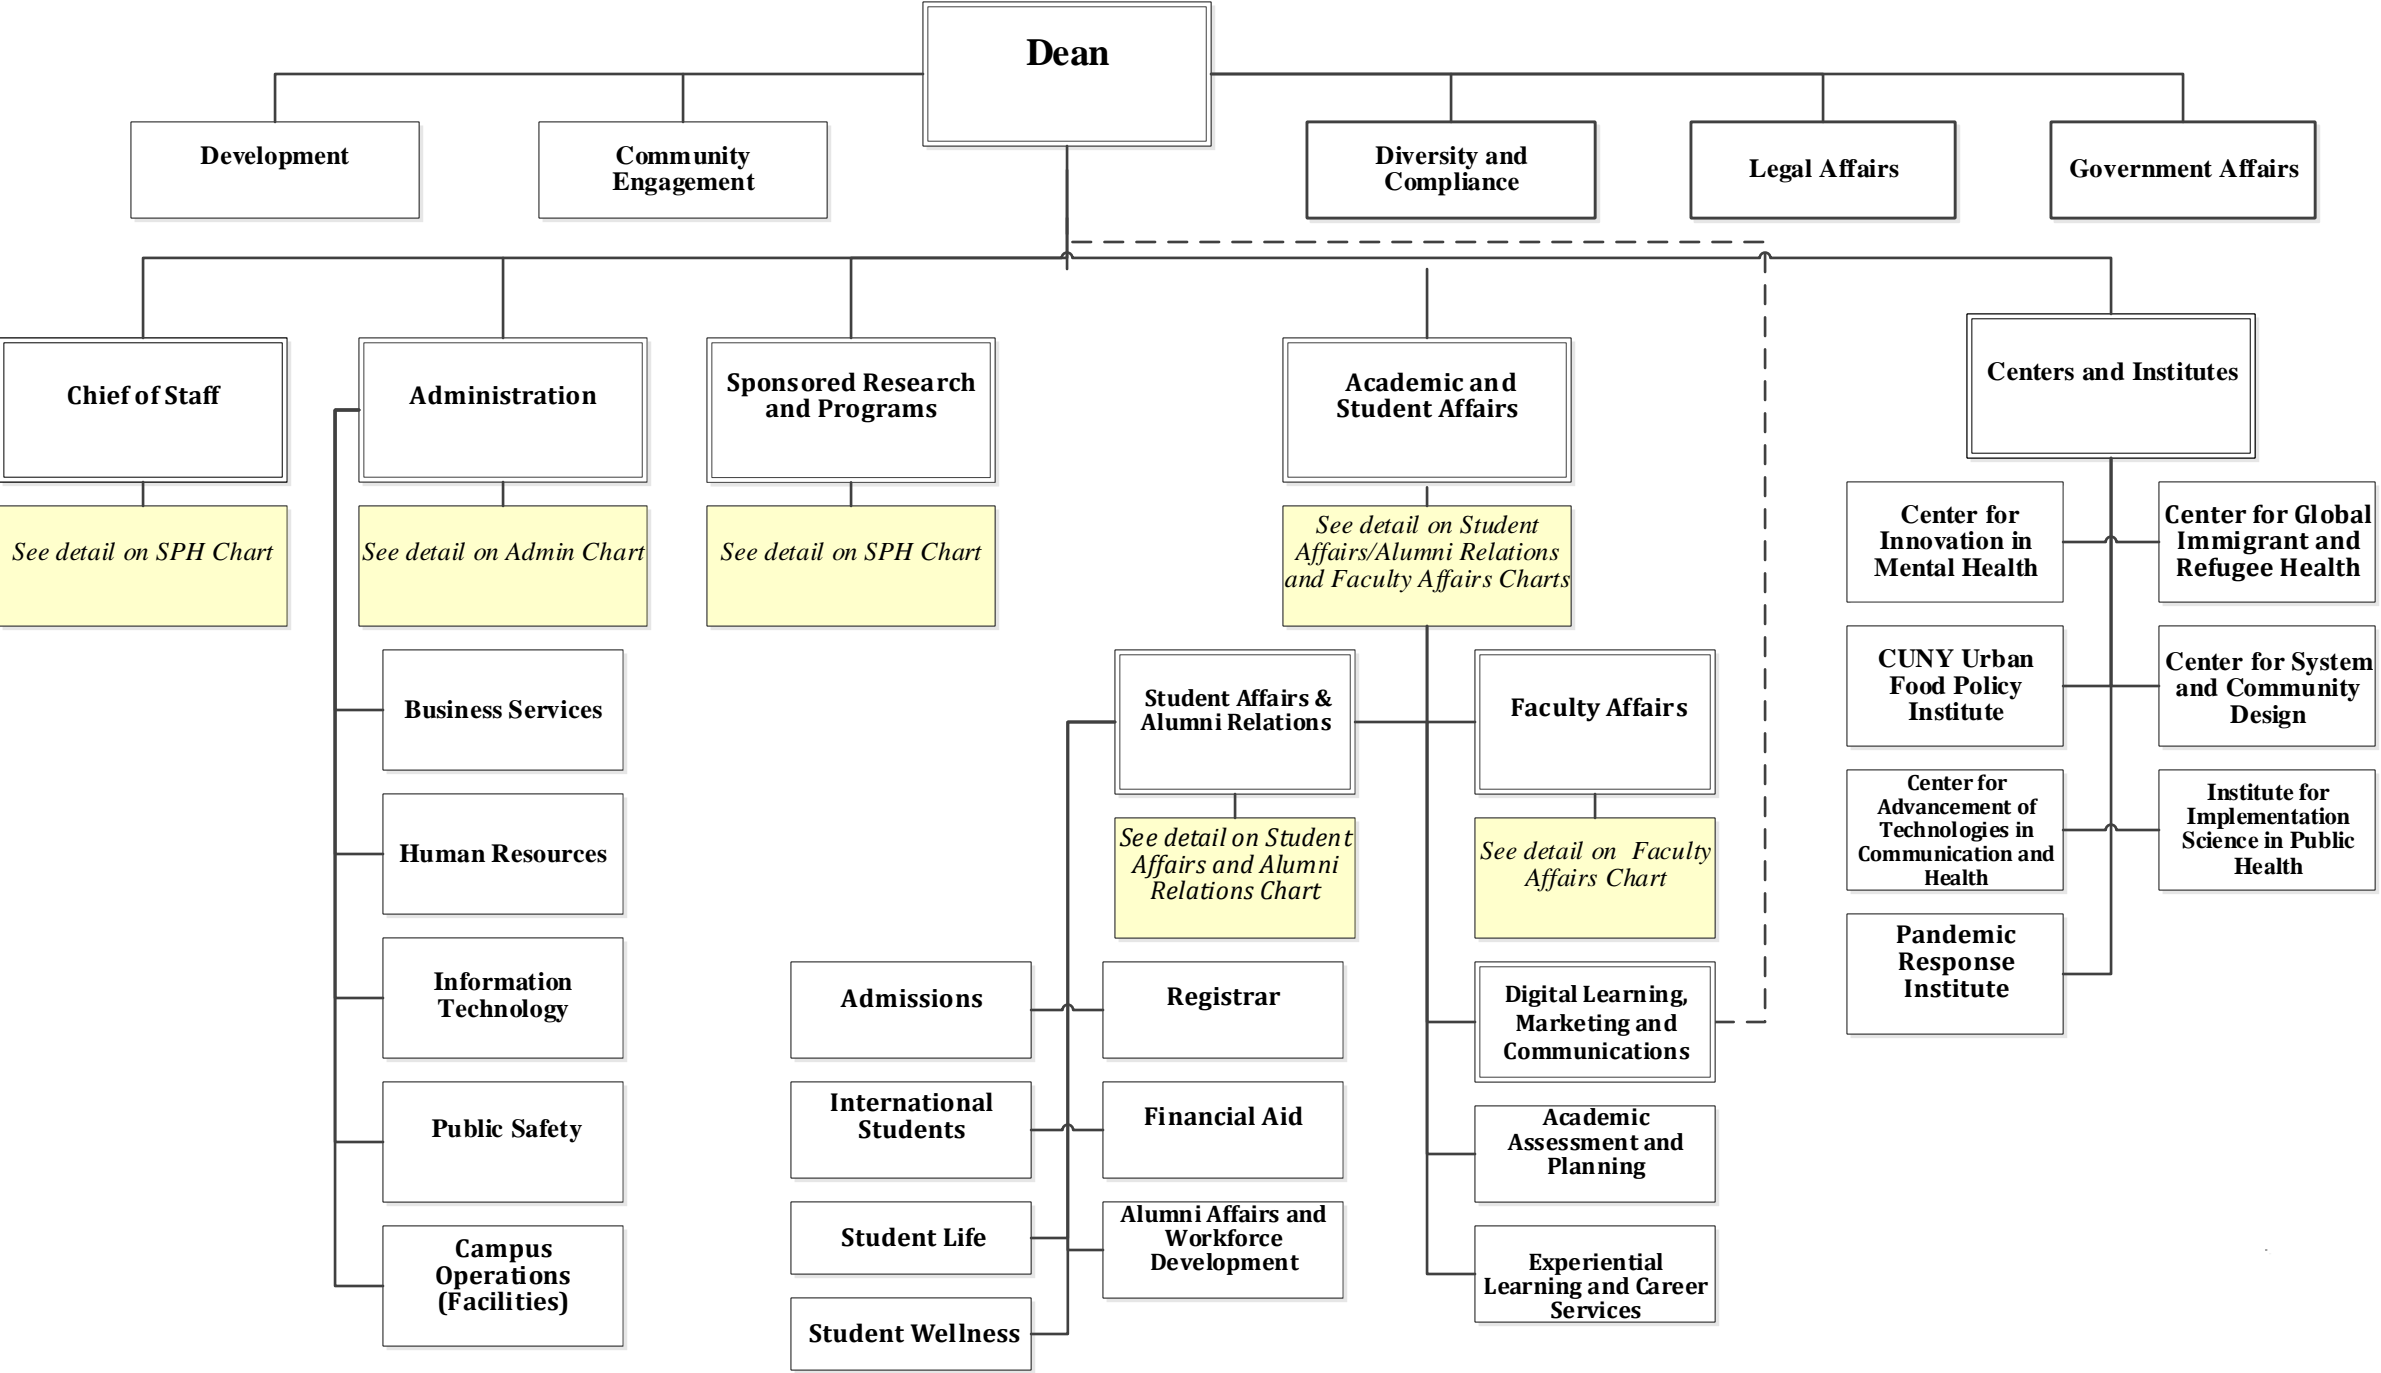 Dean
Development
Community
Engagement
Diversity and
Compliance
Legal Affairs
Government Affairs
Chief of Staff
Administration
Sponsored Research
and Programs
Academic and
Student Affairs
Centers and Institutes
See detail on SPH Chart
See detail on Admin Chart
See detail on SPH Chart
See detail on Student
Affairs/Alumni Relations
and Faculty Affairs Charts
Center for
Innovation in
Mental Health
Center for Global
Immigrant and
Refugee Health
CUNY Urban
Food Policy
Institute
Center for System
and Community
Design
Center for
Advancement of
Technologies in
Communication and
Health
Institute for
Implementation
Science in Public
Health
Pandemic
Response
Institute
Business Services
Human Resources
Information
Technology
Public Safety
Campus
Operations
(Facilities)
Student Affairs &
Alumni Relations
Faculty Affairs
See detail on Student
Affairs and Alumni
Relations Chart
See detail on  Faculty
Affairs Chart
Admissions
Registrar
International
Students
Financial Aid
Student Life
Alumni Affairs and
Workforce
Development
Student Wellness
Digital Learning,
Marketing and
Communications
Academic
Assessment and
Planning
Experiential
Learning and Career
Services